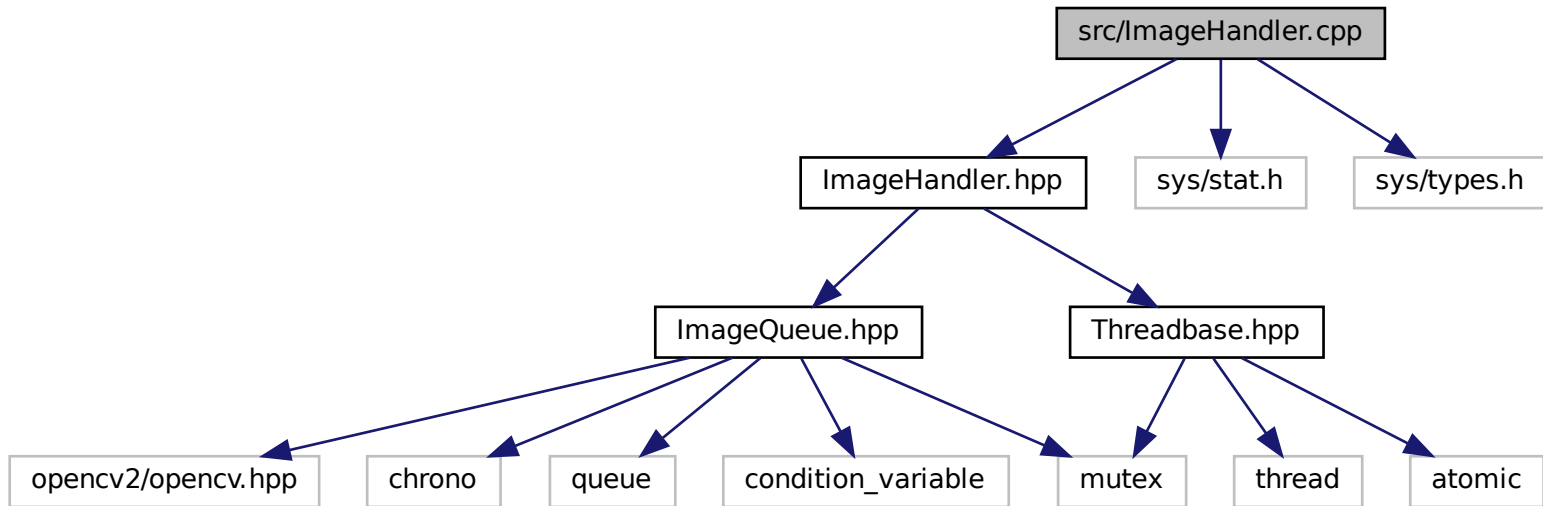 src/ImageHandler.cpp
ImageHandler.hpp
sys/stat.h
sys/types.h
ImageQueue.hpp
Threadbase.hpp
opencv2/opencv.hpp
chrono
queue
condition_variable
mutex
thread
atomic